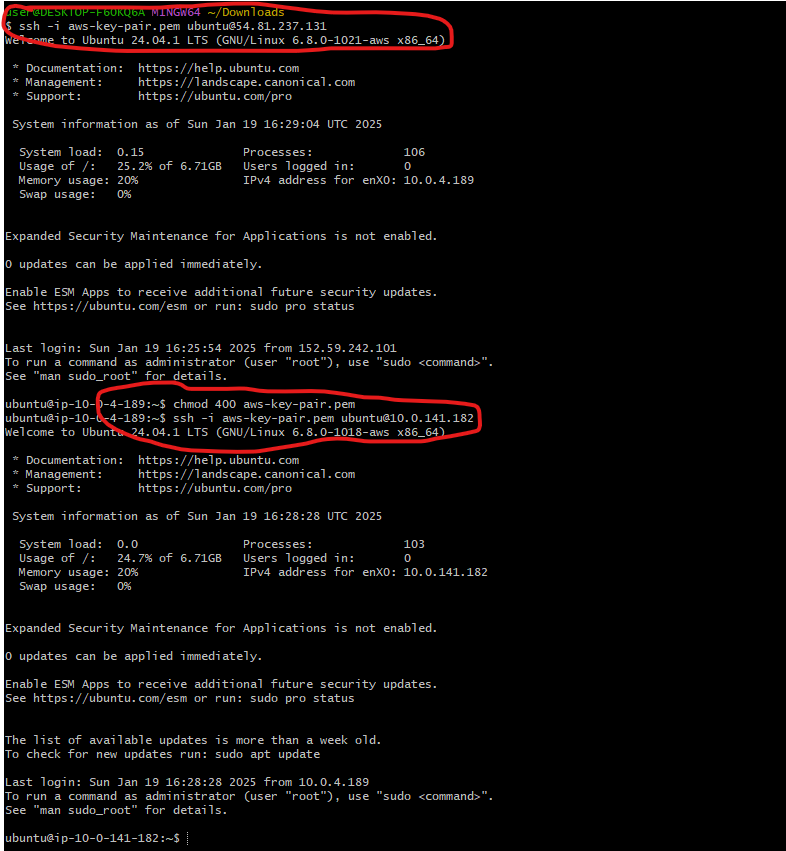 user@DESKTOP-F6OKQ6A MINGW64 ~/Downloads
$ ssh -i aws-key-pair.pem ubuntu@54.81.237.131
Welcome to Ubuntu 24.04.1 LTS (GNU/Linux 6.8.0-1021-aws x86_64)
* Documentation: https://help.ubuntu.com
* Management: https://landscape.canonical.com
* Support: https://ubuntu.com/pro
System information as of Sun Jan 19 16:29:04 UTC 2025
System load: 0.15 Processes: 106
Usage of /: 25.2% of 6.71GB Users logged in: 0
Memory usage: 20% IPv4 address for enX0: 10.0.4.189
Swap usage: 0%
Expanded Security Maintenance for Applications is not enabled.
0 updates can be applied immediately.
Enable ESM Apps to receive additional future security updates.
See https://ubuntu.com/esm or run: sudo pro status
Last login: Sun Jan 19 16:25:54 2025 from 152.59.242.101
To run a command as administrator (user "root"), use "sudo <command>".
See "man sudo_root" for details.
ubuntu@ip-10-0-4-189:~$ chmod 400 aws-key-pair.pem
ubuntu@ip-10-0-4-189:~$ ssh -i aws-key-pair.pem ubuntu@10.0.141.182
Welcome to Ubuntu 24.04.1 LTS (GNU/Linux 6.8.0-1018-aws x86_64)
* Documentation: https://help.ubuntu.com
* Management: https://landscape.canonical.com
* Support: https://ubuntu.com/pro
System information as of Sun Jan 19 16:28:28 UTC 2025
System load: 0.0 Processes: 103
Usage of /: 24.7% of 6.71GB Users logged in: 0
Memory usage: 20% IPv4 address for enX0: 10.0.141.182
Swap usage: 0%
Expanded Security Maintenance for Applications is not enabled.
0 updates can be applied immediately.
Enable ESM Apps to receive additional future security updates.
See https://ubuntu.com/esm or run: sudo pro status
The list of available updates is more than a week old.
To check for new updates run: sudo apt update
Last login: Sun Jan 19 16:28:28 2025 from 10.0.4.189
To run a command as administrator (user "root"), use "sudo <command>".
See "man sudo_root" for details.
ubuntu@ip-10-0-141-182:~$